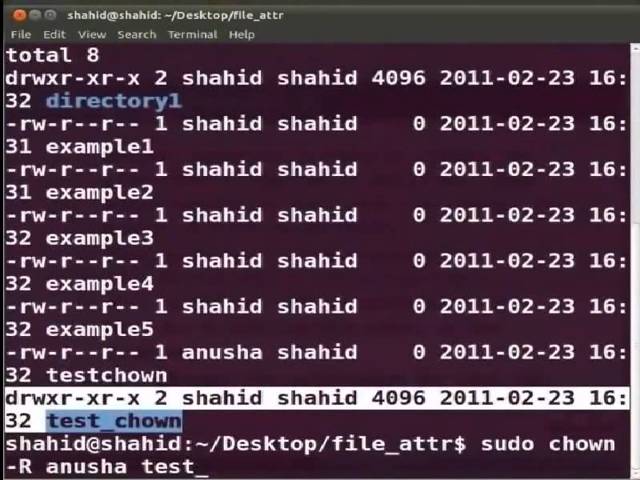 shahid@shahid: ~/Desktop/file_attr
File Edit View Search Terminal Help
total 8
drwxr-xr-x 2 shahid shahid 4096 2011-02-23 16:
32 directory1
-rw-r--r-- 1 shahid shahid    0 2011-02-23 16:
31 example1
-rw-r--r-- 1 shahid shahid    0 2011-02-23 16:
31 example2
-rw-r--r-- 1 shahid shahid    0 2011-02-23 16:
32 example3
-rw-r--r-- 1 shahid shahid    0 2011-02-23 16:
32 example4
-rw-r--r-- 1 shahid shahid    0 2011-02-23 16:
32 example5
-rw-r--r-- 1 anusha shahid    0 2011-02-23 16:
32 testchown
drwxr-xr-x 2 shahid shahid 4096 2011-02-23 16:
32 test_chown
shahid@shahid:~/Desktop/file_attr$ sudo chown
-R anusha test_